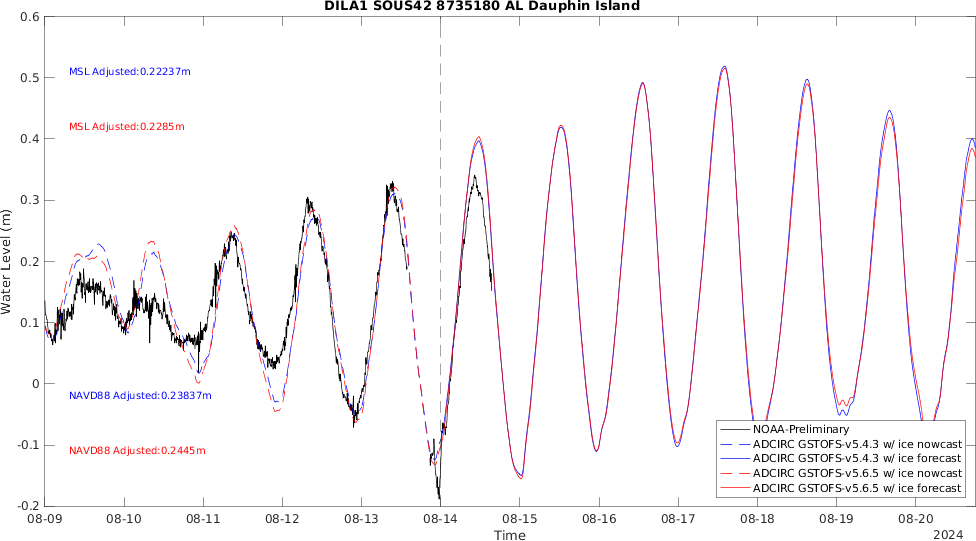 DILA1 SOUS42 8735180 AL Dauphin Island
0.6
0.5
0.4
0.3
0.2
0.1
0
-0.1
-0.2
Water Level (m)
MSL Adjusted:0.22237m
MSL Adjusted:0.2285m
NAVD88 Adjusted:0.23837m
NAVD88 Adjusted:0.2445m
NOAA-Preliminary
ADCIRC GSTOFS-v5.4.3 w/ ice nowcast
ADCIRC GSTOFS-v5.4.3 w/ ice forecast
ADCIRC GSTOFS-v5.6.5 w/ ice nowcast
ADCIRC GSTOFS-v5.6.5 w/ ice forecast
08-09 08-10 08-11 08-12 08-13 08-14 08-15 08-16 08-17 08-18 08-19 08-20
Time
2024